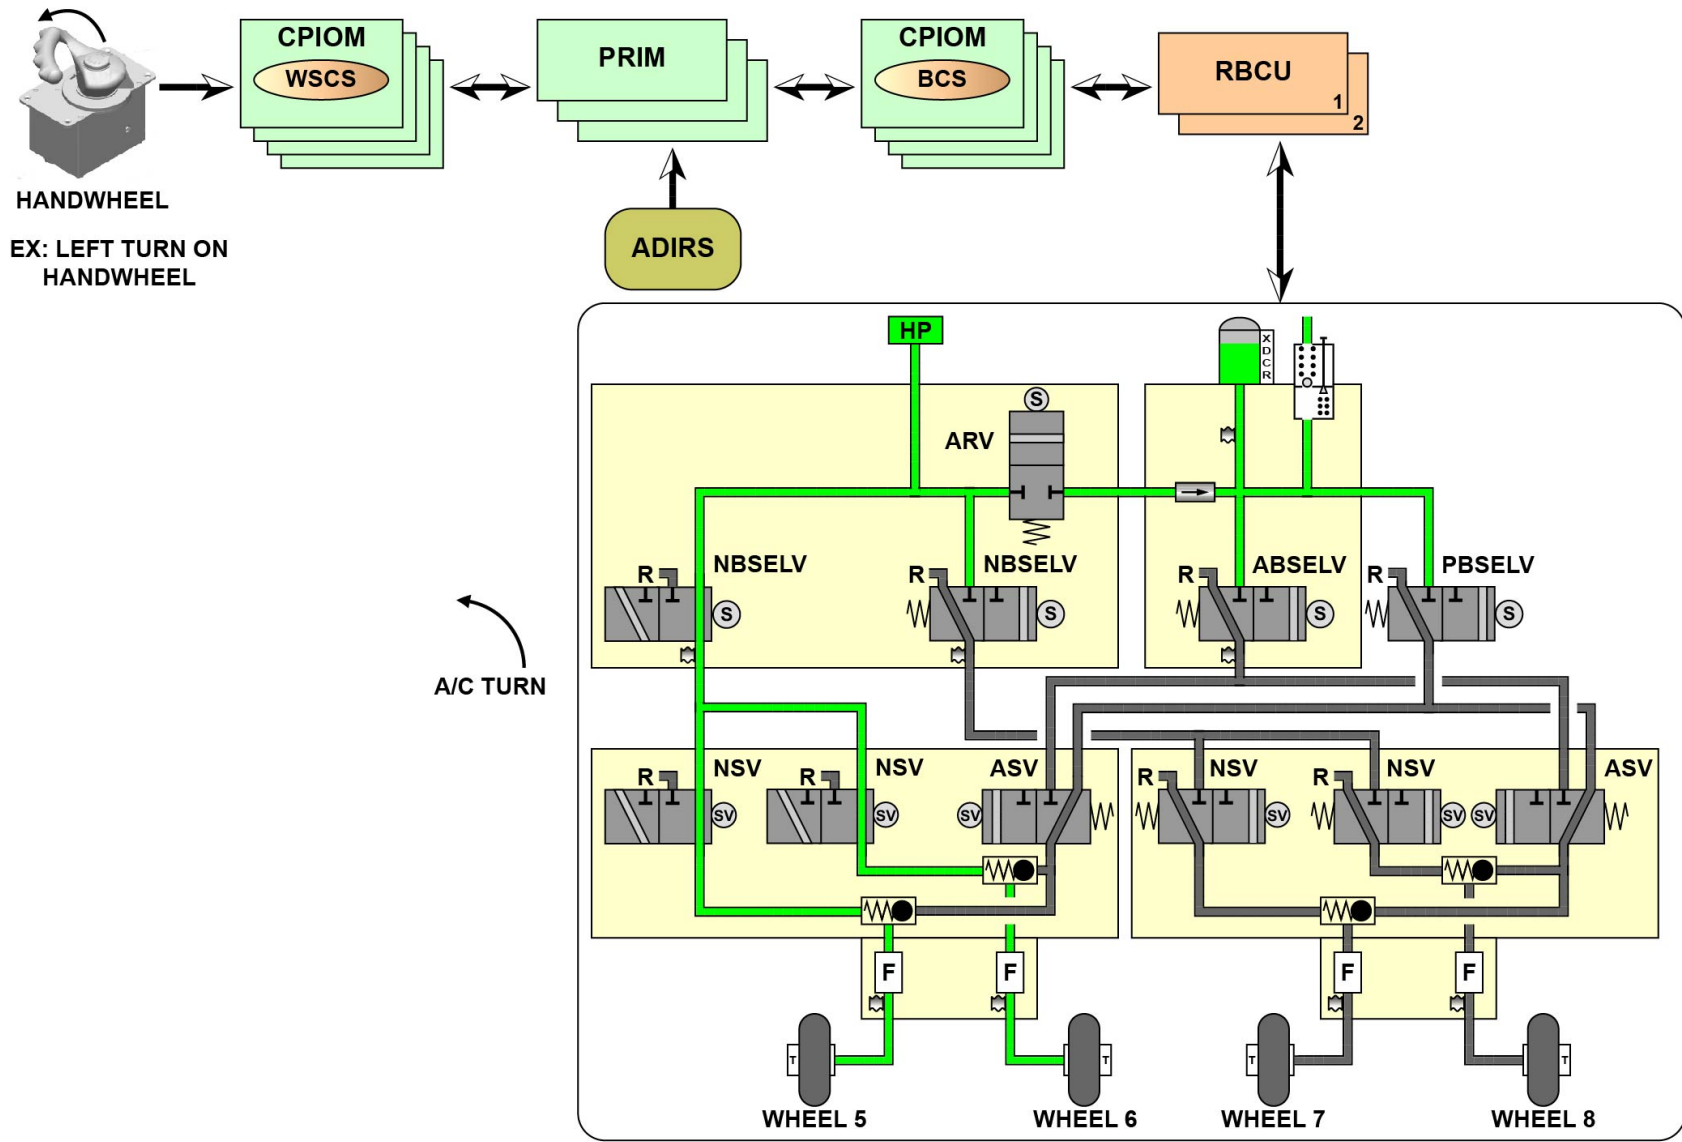 CPIOM
WSCS
PRIM
CPIOM
BCS
RBCU
1
2
HANDWHEEL
EX: LEFT TURN ON
HANDWHEEL
ADIRS
HP
X
D
C
R
S
ARV
R
NBSELV
S
R
NBSELV
S
R
ABSELV
S
R
PBSELV
S
A/C TURN
R
NSV
SV
R
NSV
SV
ASV
SV
R
NSV
SV
R
NSV
SV
ASV
SV
F
F
F
F
T
T
T
T
WHEEL 5
WHEEL 6
WHEEL 7
WHEEL 8